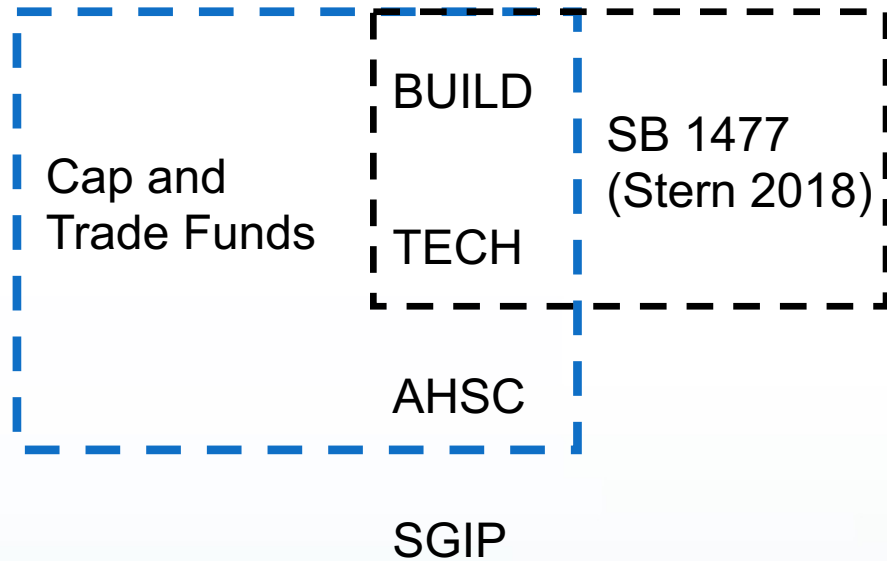 Cap and
Trade Funds
BUILD
TECH
AHSC
SGIP
SB 1477
(Stern 2018)